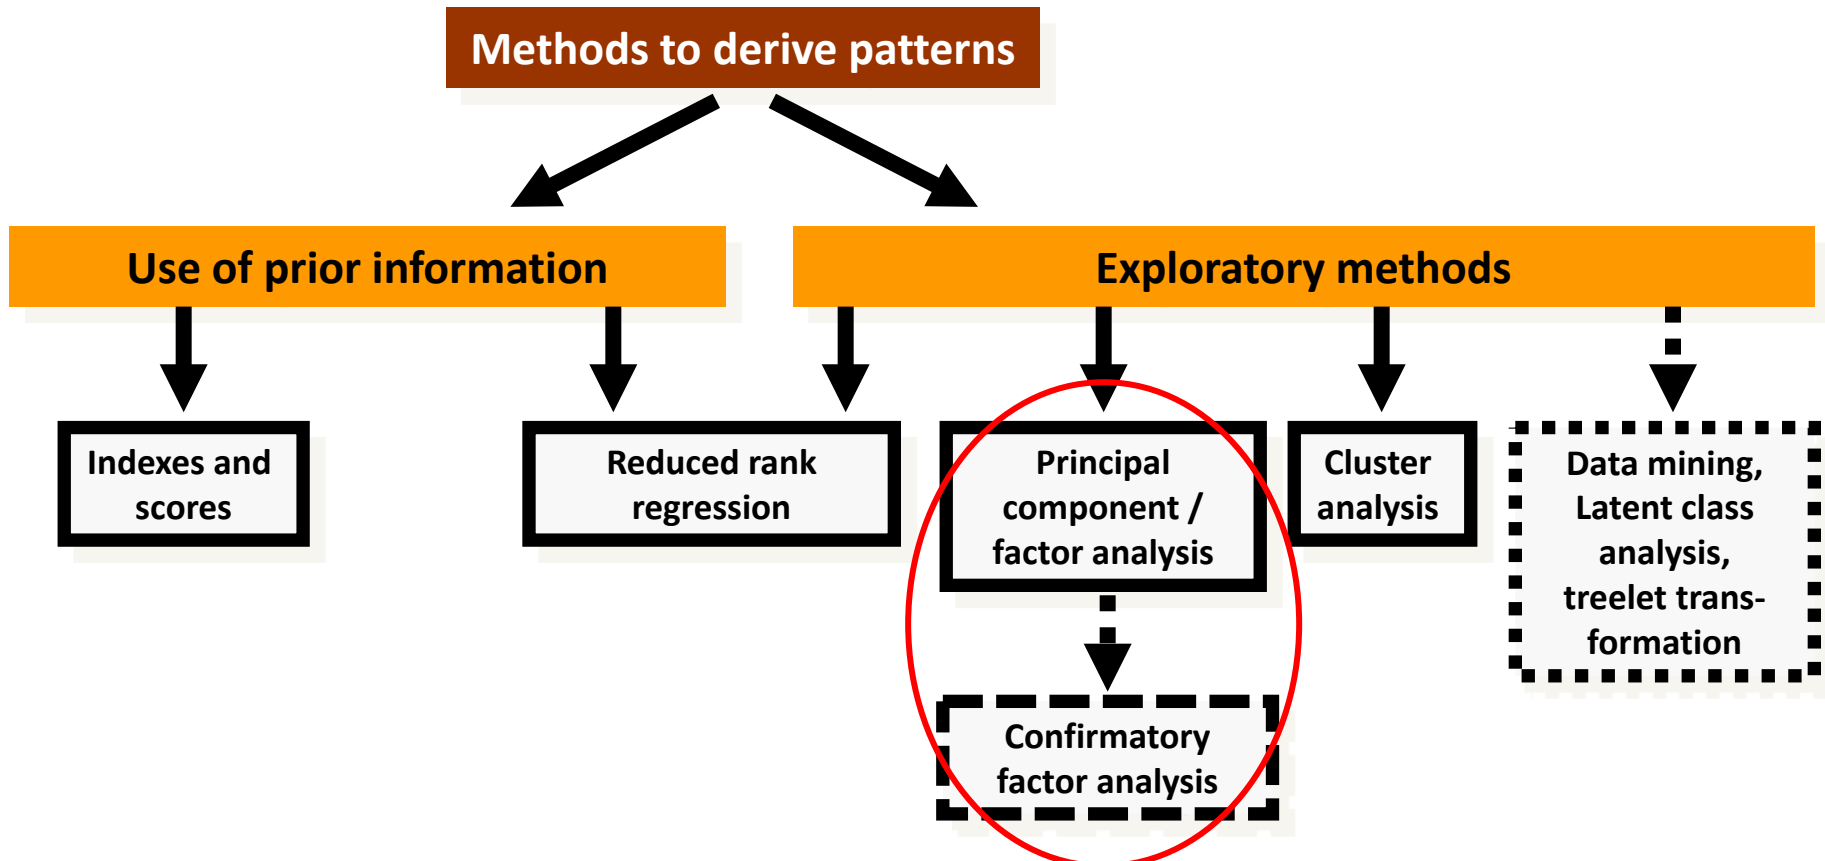 Methods to derive patterns
Use of prior information
Exploratory methods
Indexes and
scores
Reduced rank
regression
Principal
component /
factor analysis
Cluster
analysis
Data mining,
Latent class
analysis,
treelet trans-
formation
Confirmatory
factor analysis